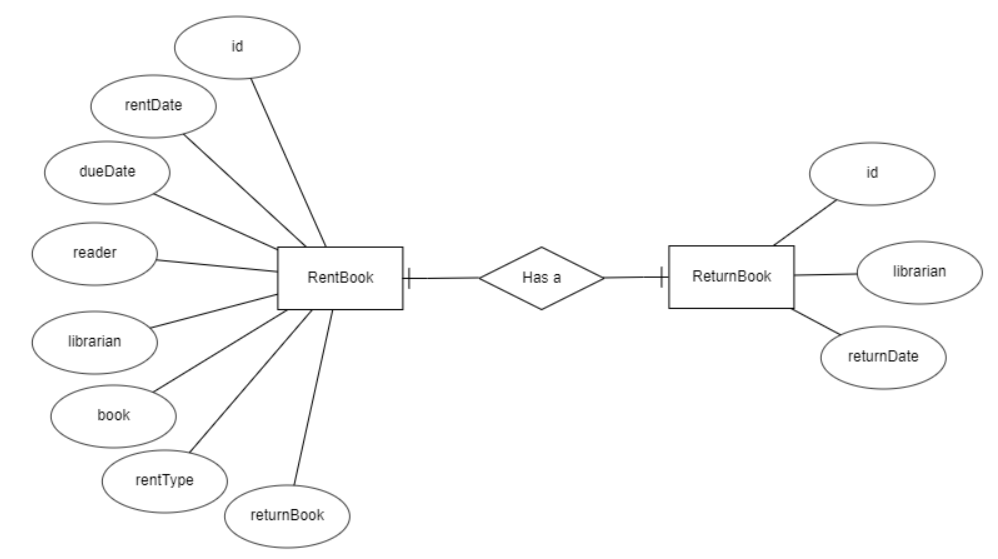 id
rentDate
dueDate
reader
librarian
book
rentType
returnBook
RentBook
Has a
ReturnBook
id
librarian
returnDate